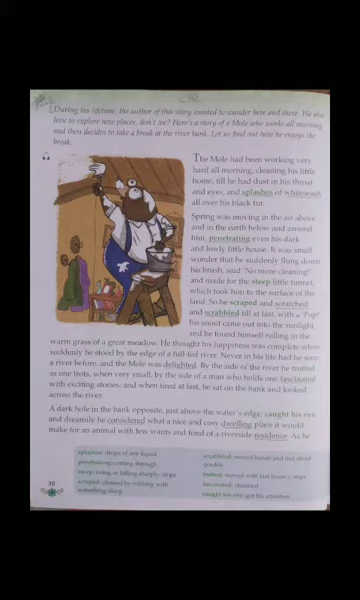 During his lifetime, the author of this story wanted to wander here and there. We also
love to explore new places, don't we? Here's a story of a Mole who works all morning
and then decides to take a break at the river bank. Let us find out how he enjoys the
break.
The Mole had been working very
hard all morning, cleaning his little
home, till he had dust in his throat
and eyes, and splashes of whitewash
all over his black fur.
Spring was moving in the air above
and in the earth below and around
him, penetrating even his dark
and lowly little house. It was small
wonder that he suddenly flung down
his brush, said 'No more cleaning!'
and made for the steep little tunnel,
which took him to the surface of the
land. So he scraped and scratched
and scrabbled till at last, with a 'Pop!'
his snout came out into the sunlight,
and he found himself rolling in the
warm grass of a great meadow. He thought his happiness was complete when
suddenly he stood by the edge of a full-fed river. Never in his life had he seen
a river before, and the Mole was delighted. By the side of the river he trotted
as one trots, when very small, by the side of a man who holds one fascinated
with exciting stories; and when tired at last, he sat on the bank and looked
across the river.
A dark hole in the bank opposite, just above the water's edge, caught his eye,
and dreamily he considered what a nice and cosy dwelling place it would
make for an animal with few wants and fond of a riverside residence. As he
splashes: drops of any liquid
penetrating: coming through
steep: rising or falling sharply; slope
scraped: cleaned by rubbing with
something sharp
scrabbled: moved hands and feet about
quickly
trotted: moved with fast steps
fascinated: charmed
caught his eye: got his attention
30